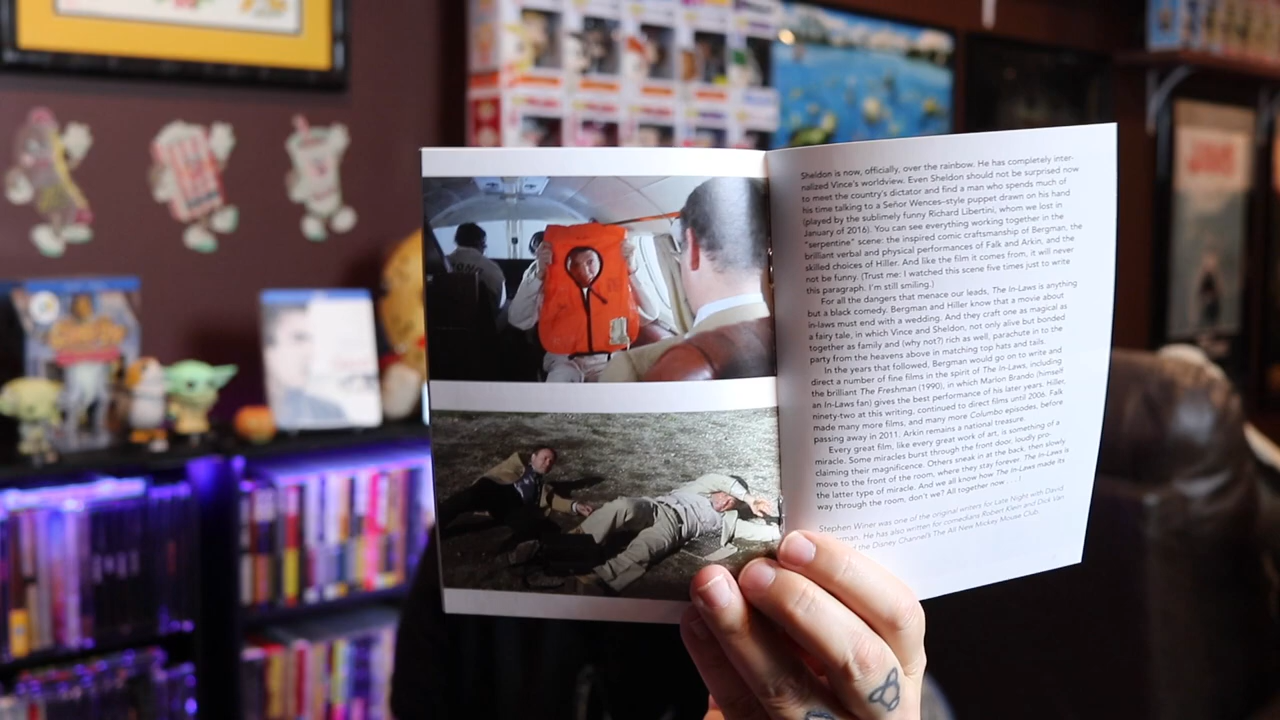 Sheldon is now, officially, over the rainbow. He has completely inter-
nalized Vince's worldview. Even Sheldon should not be surprised now
to meet the country's dictator and find a man who spends much of
his time talking to a Señor Wences–style puppet drawn on his hand
(played by the sublimely funny Richard Libertini, whom we lost in
January of 2016). You can see everything working together in the
"serpentine" scene: the inspired comic craftsmanship of Bergman, the
brilliant verbal and physical performances of Falk and Arkin, and the
skilled choices of Hiller. And like the film it comes from, it will never
not be funny. (Trust me: I watched this scene five times just to write
this paragraph. I'm still smiling.)
For all the dangers that menace our leads, The In-Laws is anything
but a black comedy. Bergman and Hiller know that a movie about
in-laws must end with a wedding. And they craft one as magical as
a fairy tale, in which Vince and Sheldon, not only alive but bonded
together as family and (why not?) rich as well, parachute in to the
party from the heavens above in matching top hats and tails.
In the years that followed, Bergman would go on to write and
direct a number of fine films in the spirit of The In-Laws, including
the brilliant The Freshman (1990), in which Marlon Brando (himself
an In-Laws fan) gives the best performance of his later years. Hiller,
ninety-two at this writing, continued to direct films until 2006. Falk
made many more films, and many more Columbo episodes, before
passing away in 2011. Arkin remains a national treasure.
Every great film, like every great work of art, is something of a
miracle. Some miracles burst through the front door, loudly pro-
claiming their magnificence. Others sneak in at the back, then slowly
move to the front of the room, where they stay forever. The In-Laws is
the latter type of miracle. And we all know how The In-Laws made its
way through the room, don't we? All together now . . . !
Stephen Winer was one of the original writers for Late Night with David
erman. He has also written for comedians Robert Klein and Dick Van
of the Disney Channel's The All New Mickey Mouse Club.
JAWS